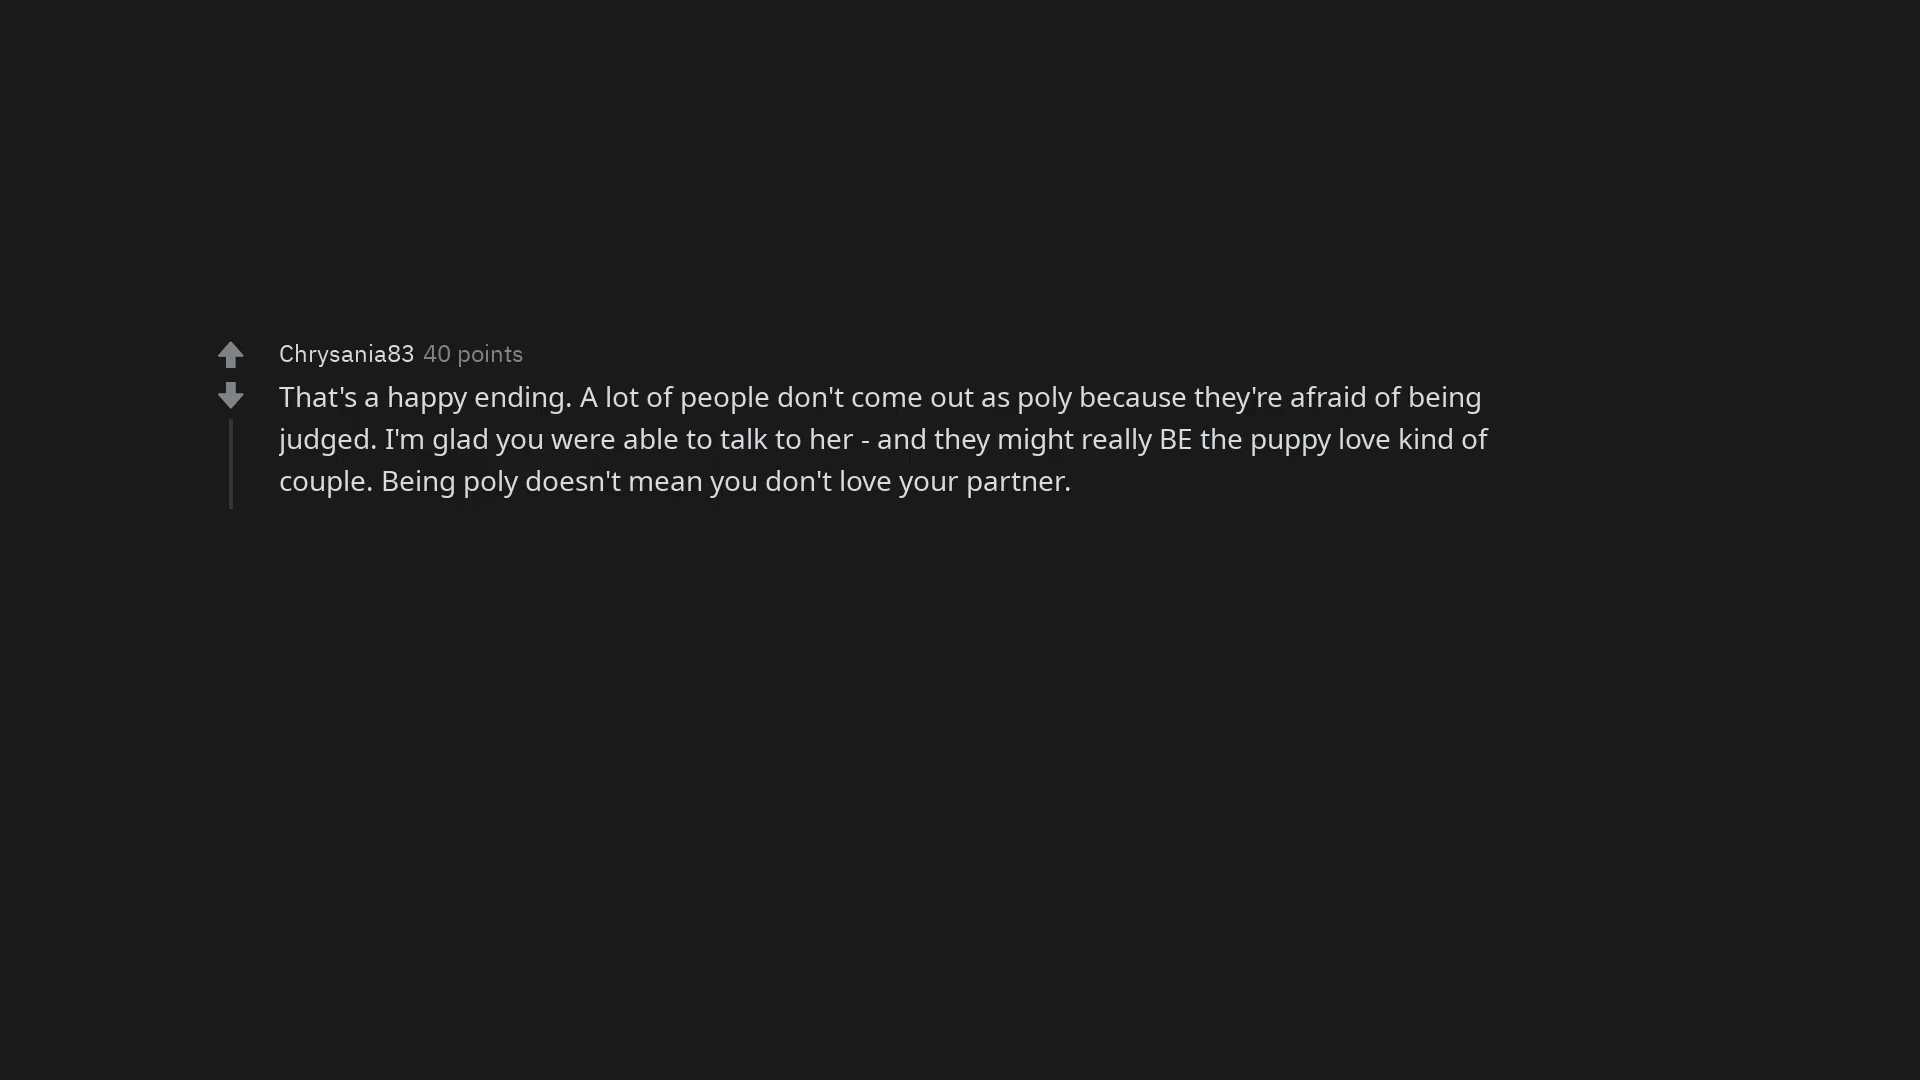 Chrysania83 40 points
That's a happy ending. A lot of people don't come out as poly because they're afraid of being
judged. I'm glad you were able to talk to her - and they might really BE the puppy love kind of
couple. Being poly doesn't mean you don't love your partner.